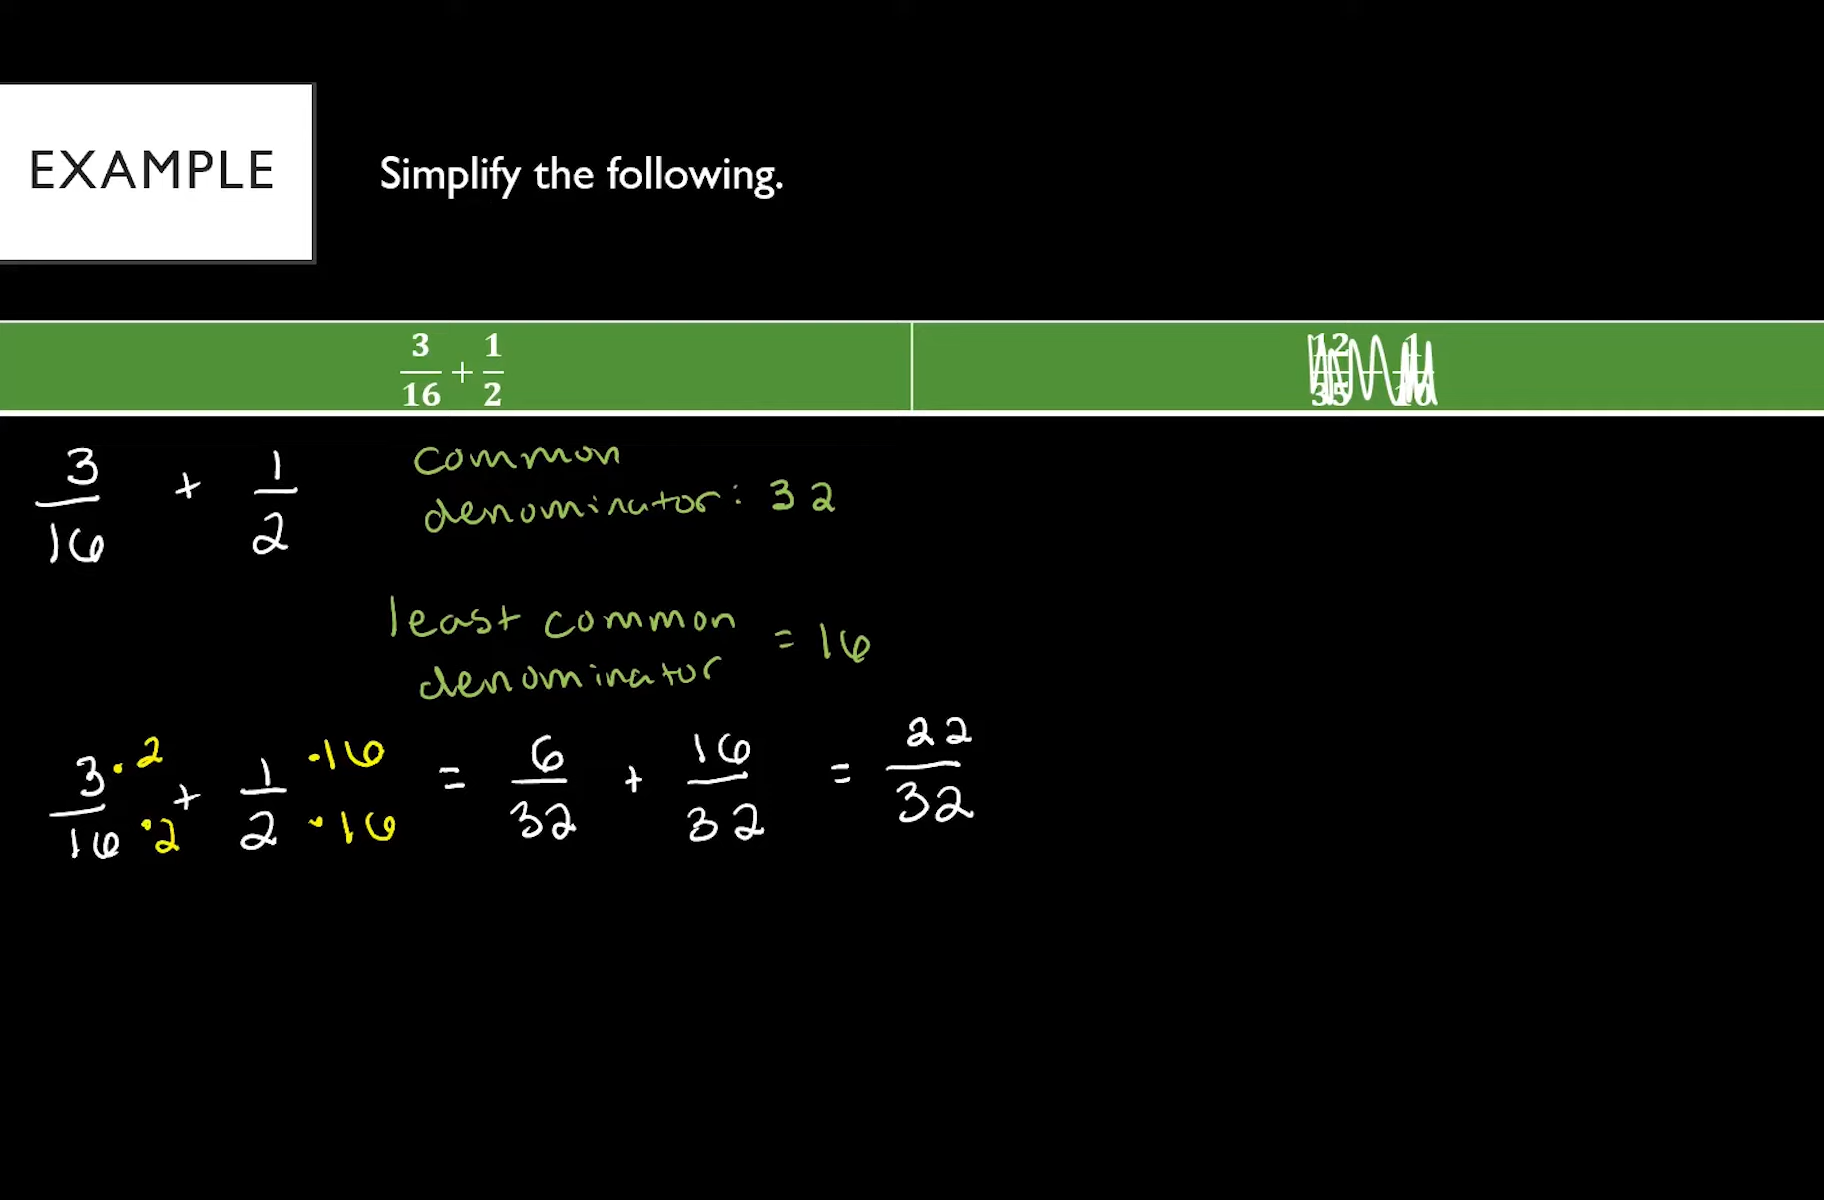 EXAMPLE
Simplify the following.
3/16 + 1/2
3/16 + 1/2
common
denominator: 32
least common
denominator = 16
3·2/16·2 + 1·16/2·16 = 6/32 + 16/32 = 22/32